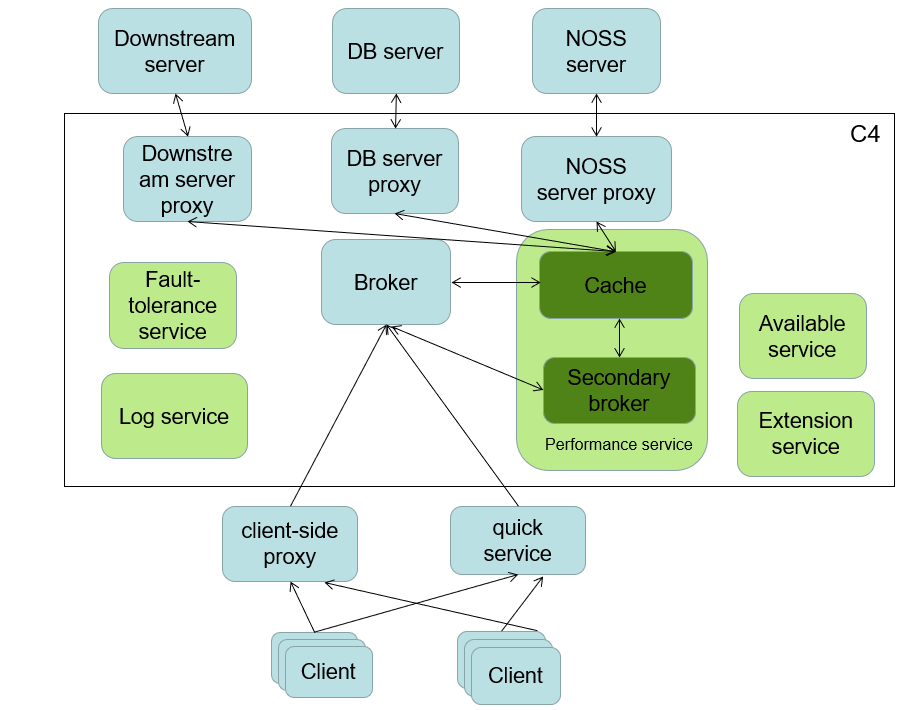 Downstream
server
DB server
NOSS
server
C4
Downstre
am server
proxy
DB server
proxy
NOSS
server proxy
Broker
Cache
Fault-
tolerance
service
Available
service
Secondary
broker
Log service
Extension
service
Performance service
client-side
proxy
quick
service
Client
Client